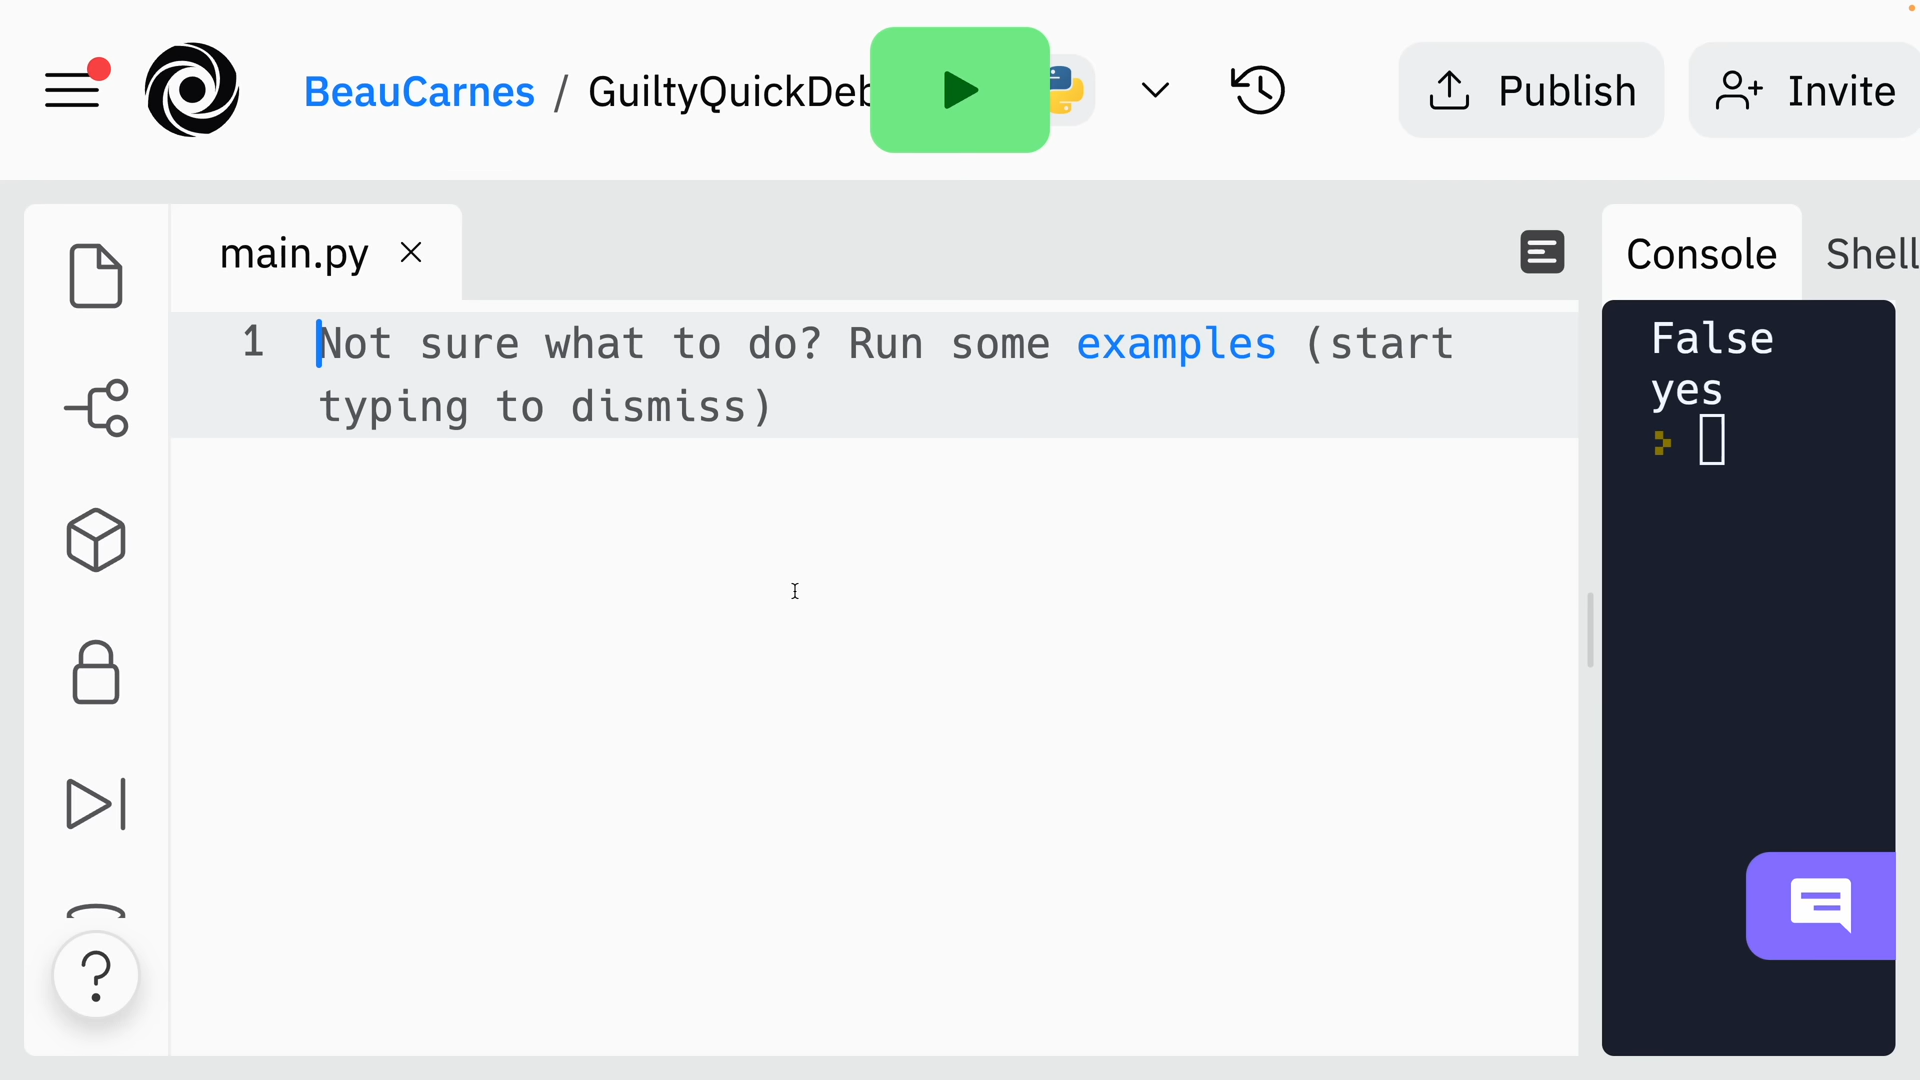 BeauCarnes / GuiltyQuickDeb
Publish
Invite
main.py
Console
Shell
1 Not sure what to do? Run some examples (start
typing to dismiss)
False
yes